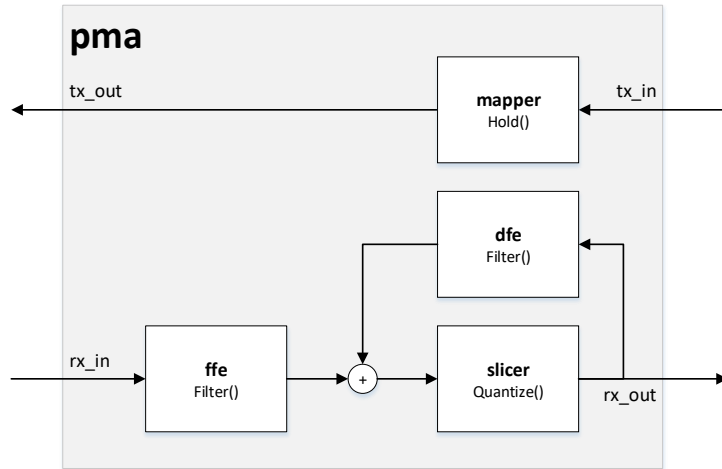 pma
tx_out
mapper
Hold()
tx_in
dfe
Filter()
rx_in
ffe
Filter()
+
slicer
Quantize()
rx_out